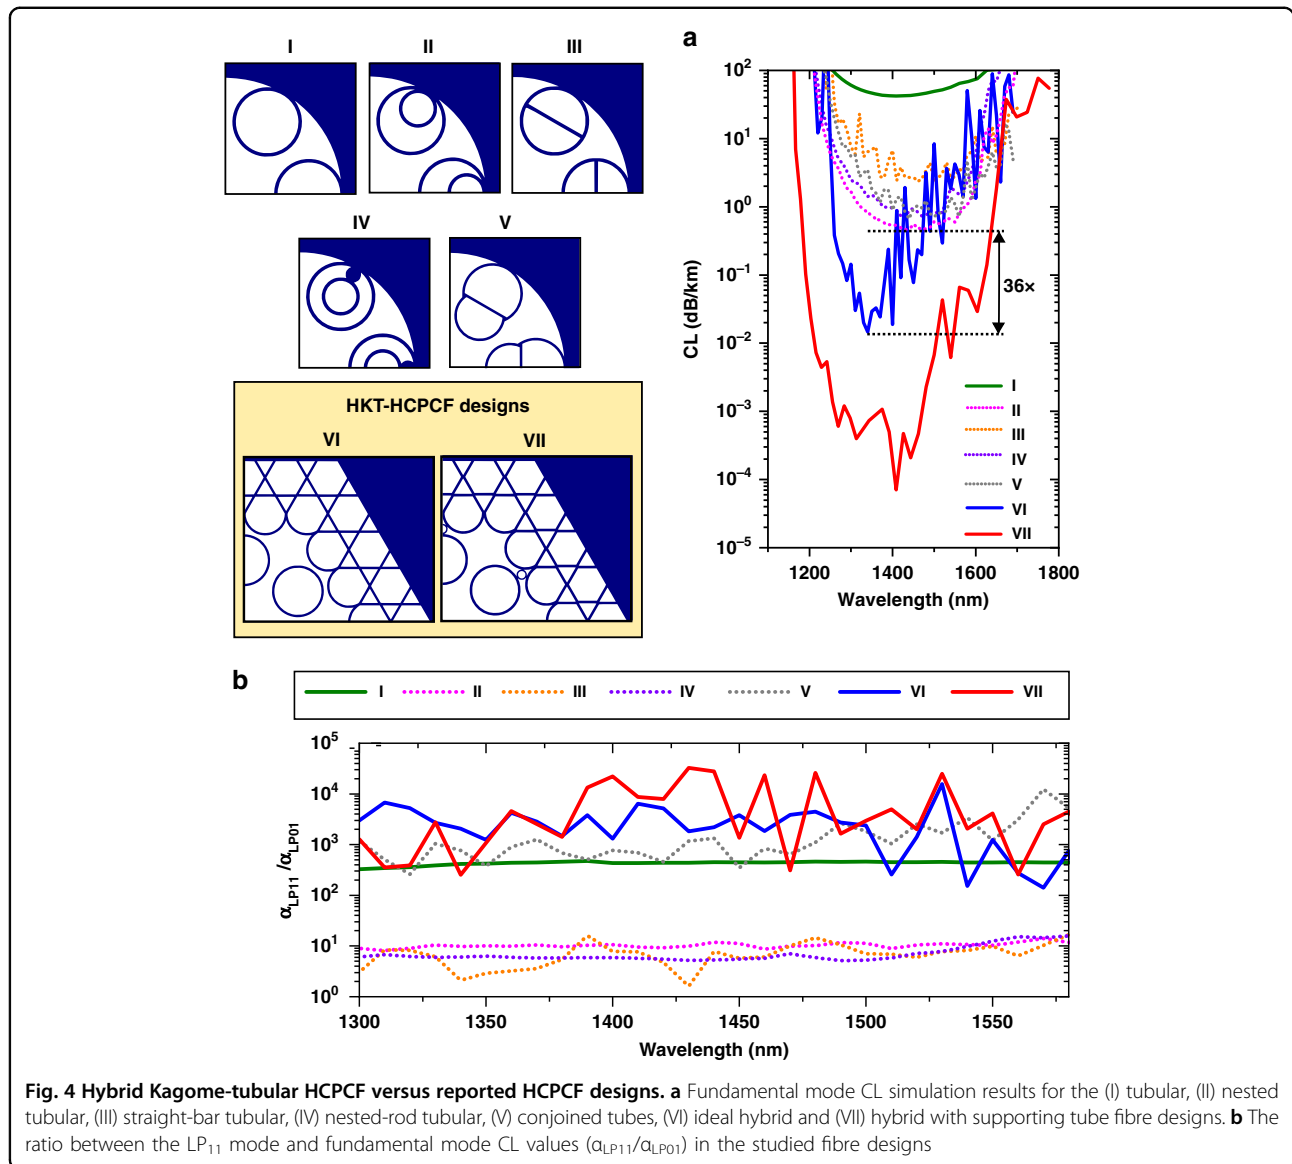 I
II
III
IV
V
HKT-HCPCF designs
VI
VII
a
10²
10¹
10⁰
10⁻¹
10⁻²
10⁻³
10⁻⁴
10⁻⁵
CL (dB/km)
36×
I
II
III
IV
V
VI
VII
1200
1400
1600
1800
Wavelength (nm)
b
I
II
III
IV
V
VI
VII
10⁵
10⁴
10³
10²
10¹
10⁰
α_LP11 /α_LP01
1300
1350
1400
1450
1500
1550
Wavelength (nm)
Fig. 4 Hybrid Kagome-tubular HCPCF versus reported HCPCF designs. a Fundamental mode CL simulation results for the (I) tubular, (II) nested
tubular, (III) straight-bar tubular, (IV) nested-rod tubular, (V) conjoined tubes, (VI) ideal hybrid and (VII) hybrid with supporting tube fibre designs. b The
ratio between the LP₁₁ mode and fundamental mode CL values (α_LP11/α_LP01) in the studied fibre designs